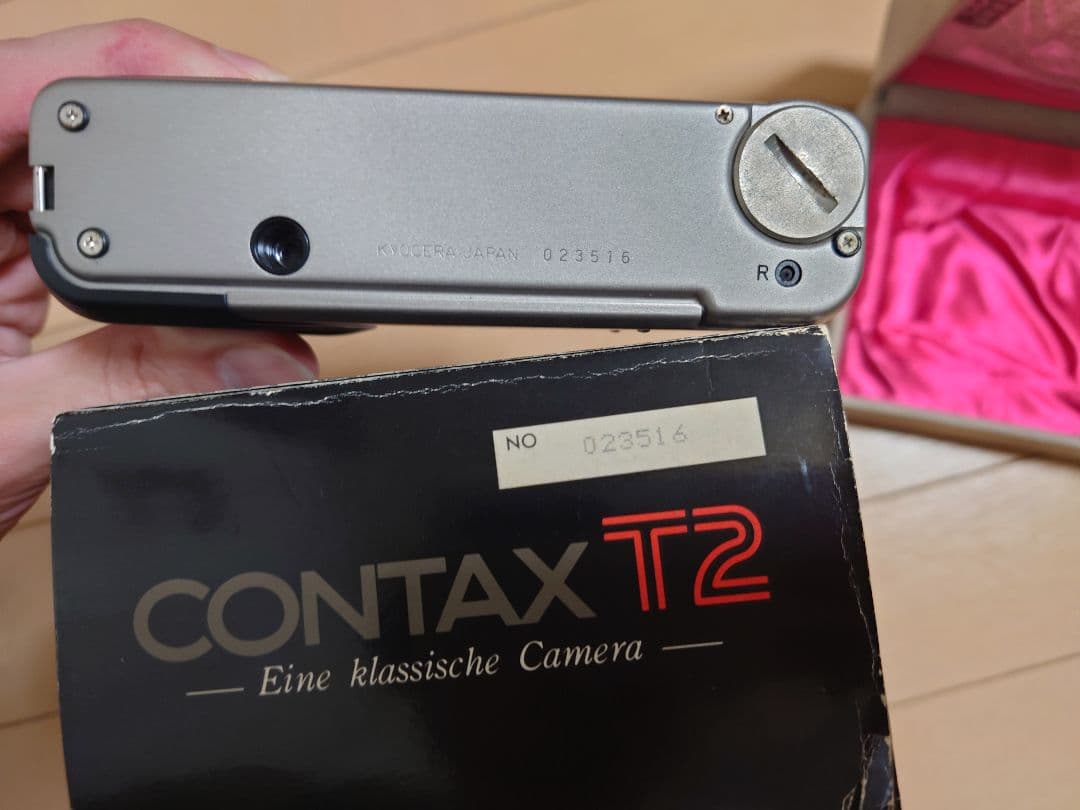 KYOCERA JAPAN 023516
R
NO 023516
CONTAX T2
— Eine klassische Camera —